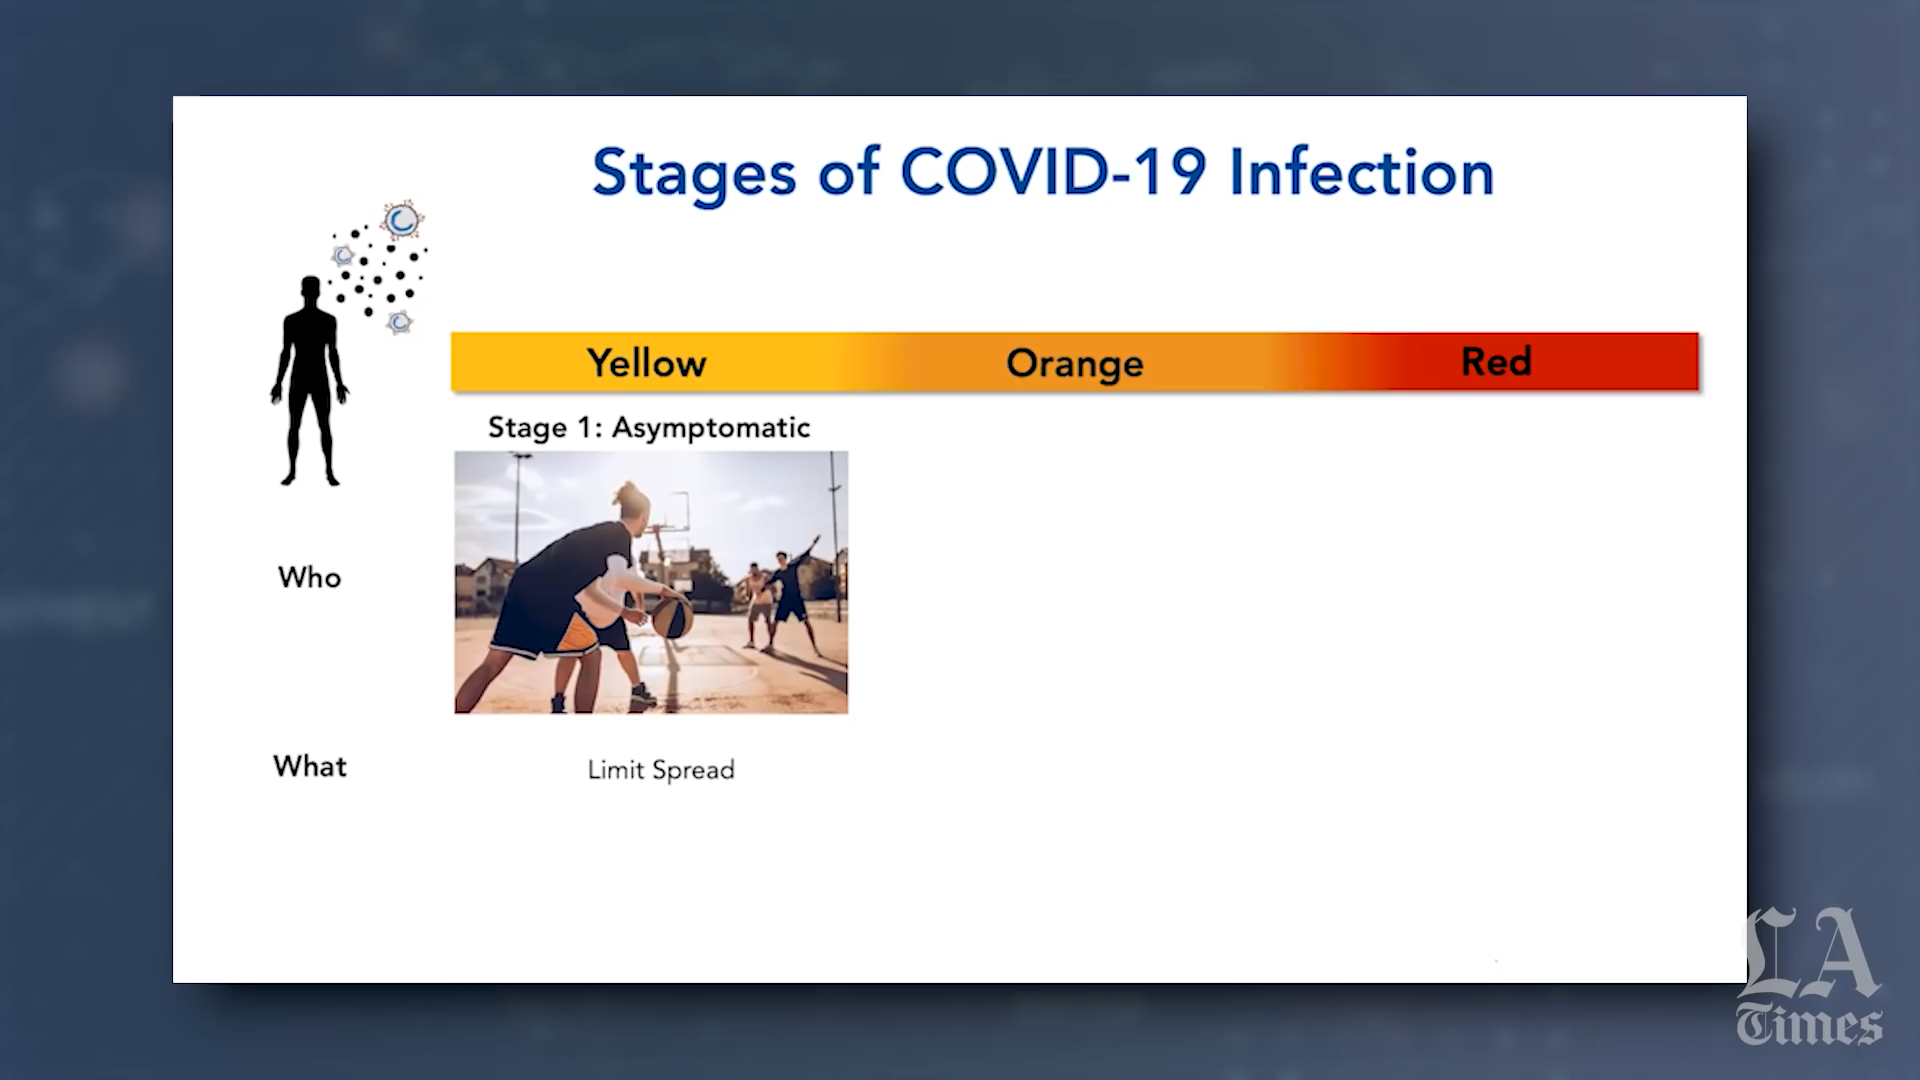 Stages of COVID-19 Infection
Yellow
Orange
Red
Stage 1: Asymptomatic
Who
What
Limit Spread
LA
Times